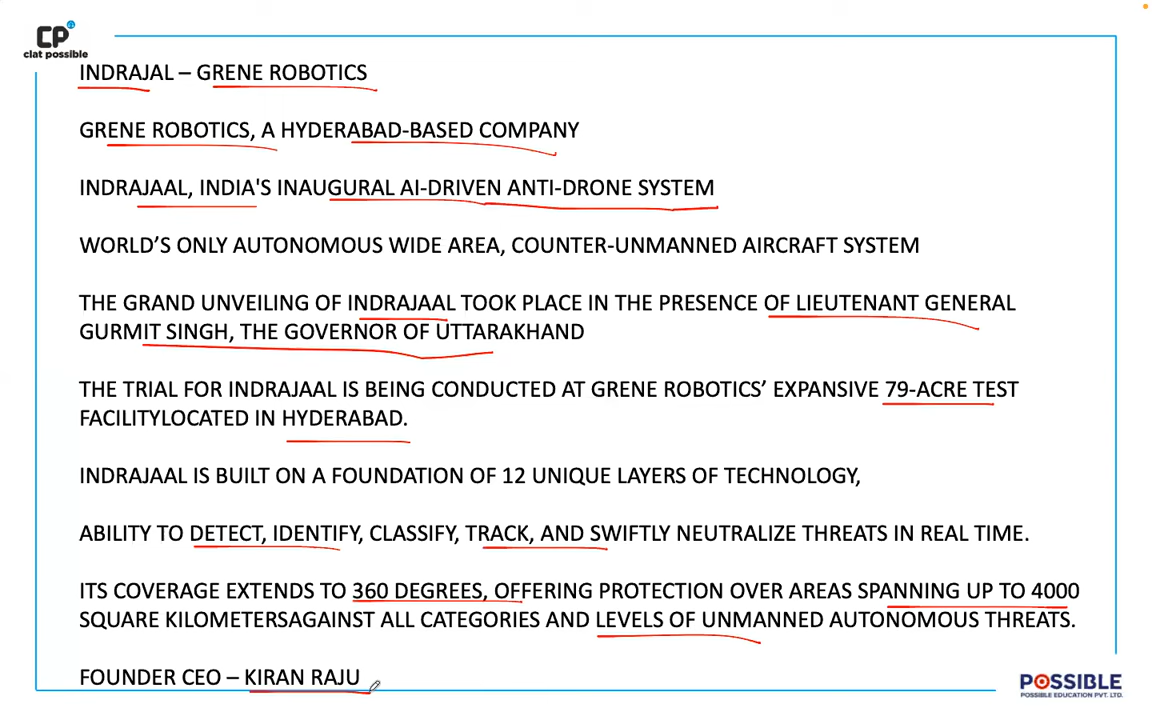 CP
clat possible
INDRAJAL – GRENE ROBOTICS
GRENE ROBOTICS, A HYDERABAD-BASED COMPANY
INDRAJAAL, INDIA'S INAUGURAL AI-DRIVEN ANTI-DRONE SYSTEM
WORLD’S ONLY AUTONOMOUS WIDE AREA, COUNTER-UNMANNED AIRCRAFT SYSTEM
THE GRAND UNVEILING OF INDRAJAAL TOOK PLACE IN THE PRESENCE OF LIEUTENANT GENERAL
GURMIT SINGH, THE GOVERNOR OF UTTARAKHAND
THE TRIAL FOR INDRAJAAL IS BEING CONDUCTED AT GRENE ROBOTICS’ EXPANSIVE 79-ACRE TEST
FACILITYLOCATED IN HYDERABAD.
INDRAJAAL IS BUILT ON A FOUNDATION OF 12 UNIQUE LAYERS OF TECHNOLOGY,
ABILITY TO DETECT, IDENTIFY, CLASSIFY, TRACK, AND SWIFTLY NEUTRALIZE THREATS IN REAL TIME.
ITS COVERAGE EXTENDS TO 360 DEGREES, OFFERING PROTECTION OVER AREAS SPANNING UP TO 4000
SQUARE KILOMETERSAGAINST ALL CATEGORIES AND LEVELS OF UNMANNED AUTONOMOUS THREATS.
FOUNDER CEO – KIRAN RAJU
POSSIBLE
POSSIBLE EDUCATION PVT. LTD.